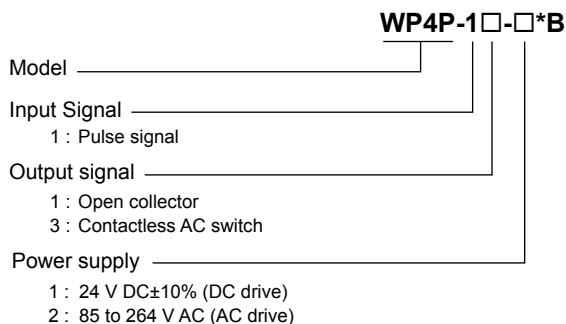 WP4P-1□-□*B
Model
Input Signal
1 : Pulse signal
Output signal
1 : Open collector
3 : Contactless AC switch
Power supply
1 : 24 V DC±10% (DC drive)
2 : 85 to 264 V AC (AC drive)